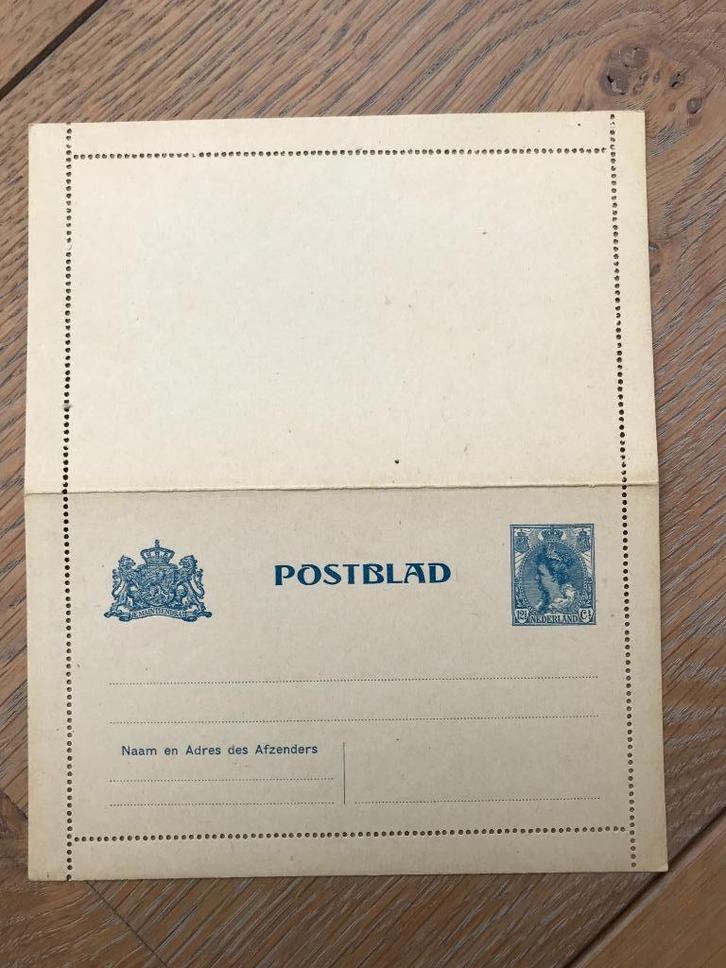 JE MAINTIENDRAI
POSTBLAD
12½ NEDERLAND Ct
Naam en Adres des Afzenders